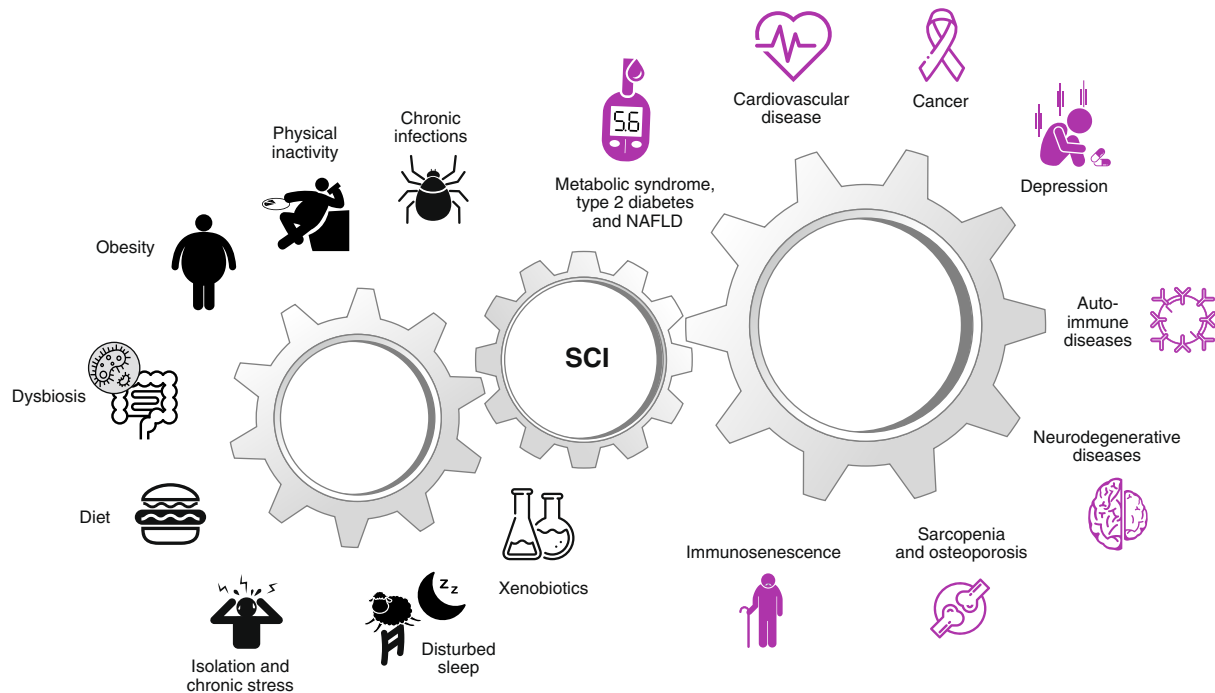 Chronic
infections
Physical
inactivity
Obesity
Dysbiosis
Diet
Isolation and
chronic stress
zz
Disturbed
sleep
Xenobiotics
SCI
5.6
Metabolic syndrome,
type 2 diabetes
and NAFLD
Cardiovascular
disease
Cancer
Depression
Auto-
immune
diseases
Neurodegenerative
diseases
Sarcopenia
and osteoporosis
Immunosenescence